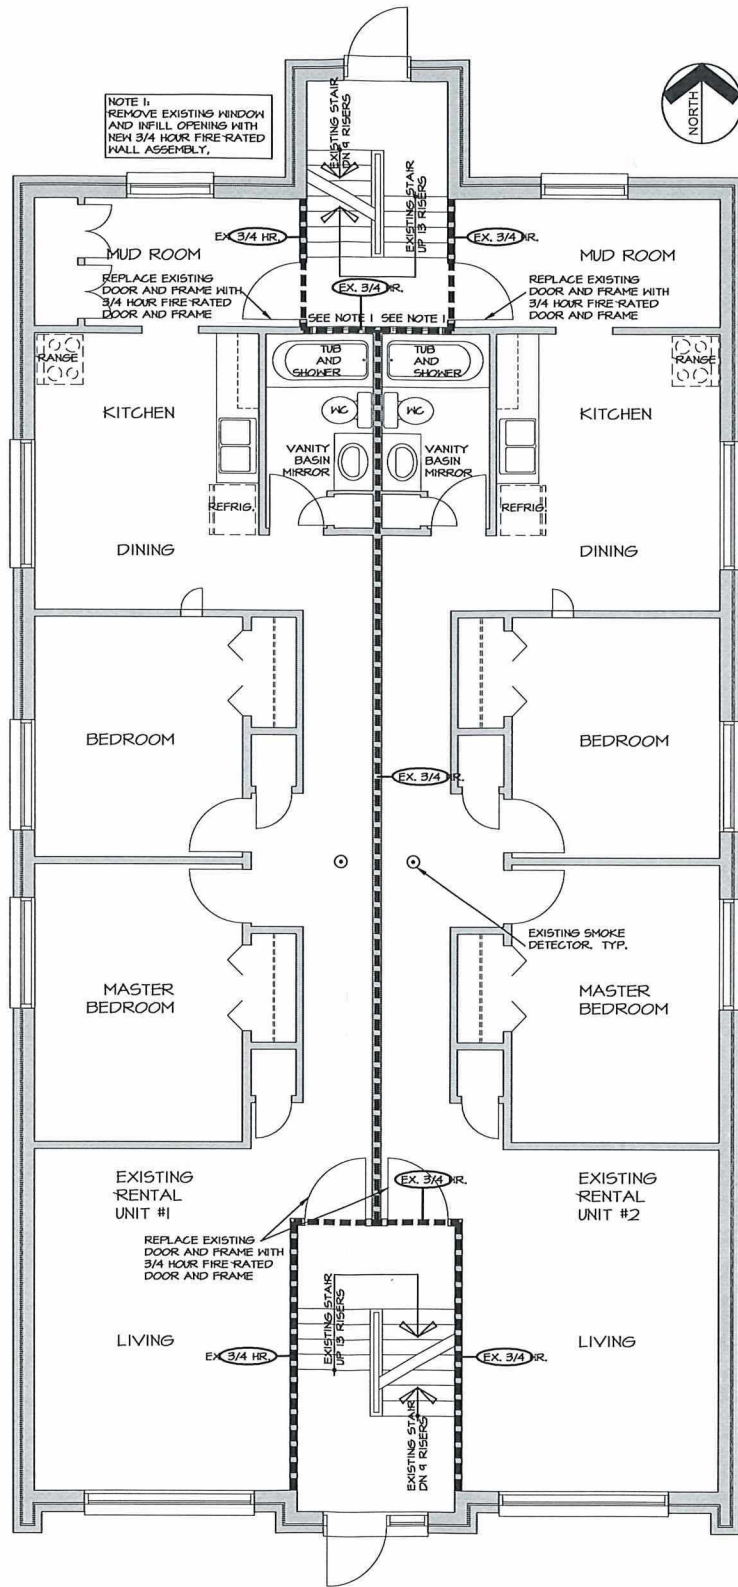 NOTE 1:
REMOVE EXISTING WINDOW
AND INFILL OPENING WITH
NEW 3/4 HOUR FIRE-RATED
WALL ASSEMBLY.
NORTH
EXISTING STAIR
DN 9 RISERS
EXISTING STAIR
UP 13 RISERS
MUD ROOM
EX. 3/4 HR.
EX. 3/4 HR.
MUD ROOM
REPLACE EXISTING
DOOR AND FRAME WITH
3/4 HOUR FIRE-RATED
DOOR AND FRAME
EX. 3/4 HR.
REPLACE EXISTING
DOOR AND FRAME WITH
3/4 HOUR FIRE-RATED
DOOR AND FRAME
SEE NOTE 1
SEE NOTE 1
RANGE
TUB
AND
SHOWER
TUB
AND
SHOWER
RANGE
KITCHEN
WC
WC
KITCHEN
VANITY
BASIN
MIRROR
VANITY
BASIN
MIRROR
REFRIG.
REFRIG.
DINING
DINING
BEDROOM
BEDROOM
EX. 3/4 HR.
EXISTING SMOKE
DETECTOR. TYP.
MASTER
BEDROOM
MASTER
BEDROOM
EXISTING
RENTAL
UNIT #1
EX. 3/4 HR.
EXISTING
RENTAL
UNIT #2
REPLACE EXISTING
DOOR AND FRAME WITH
3/4 HOUR FIRE-RATED
DOOR AND FRAME
EXISTING STAIR
UP 13 RISERS
LIVING
EX. 3/4 HR.
EX. 3/4 HR.
LIVING
EXISTING STAIR
DN 9 RISERS